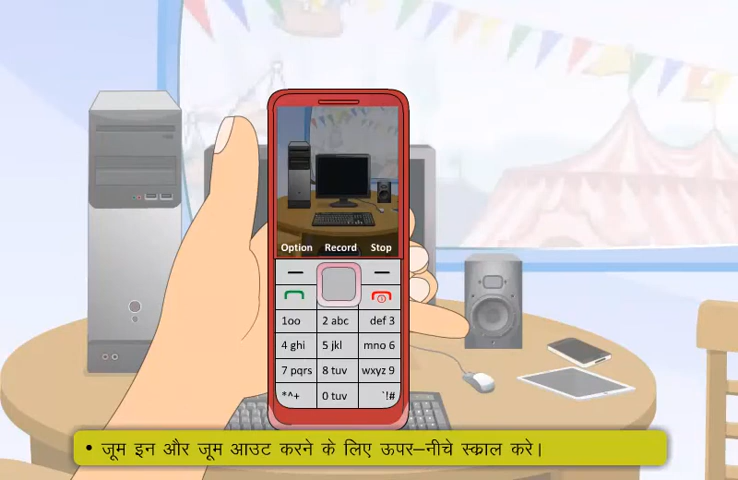 Option Record Stop
1oo 2 abc def 3
4 ghi 5 jkl mno 6
7 pqrs 8 tuv wxyz 9
*^+ 0 tuv `!#
• जूम इन और जूम आउट करने के लिए ऊपर–नीचे स्क्राल करे।